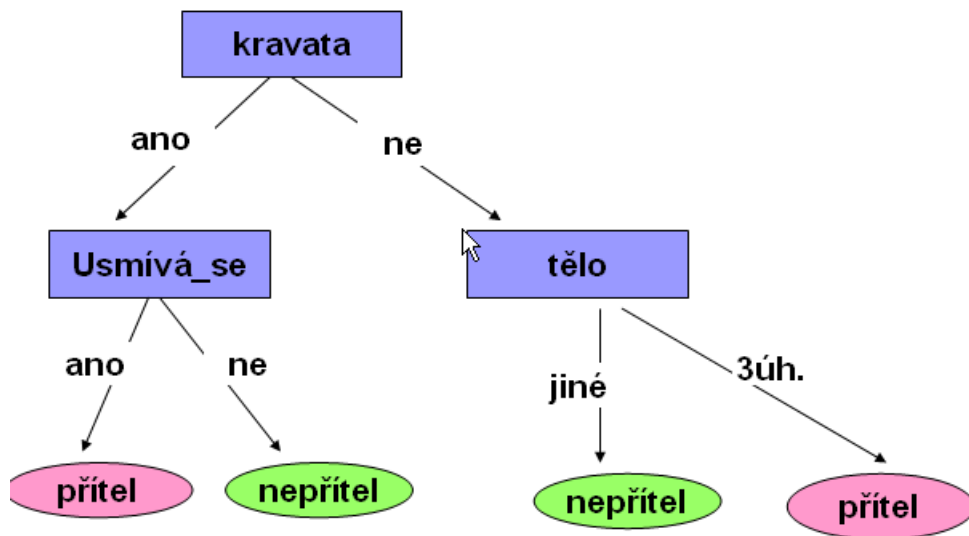 kravata
ano
ne
Usmívá_se
tělo
ano
ne
jiné
3úh.
přítel
nepřítel
nepřítel
přítel